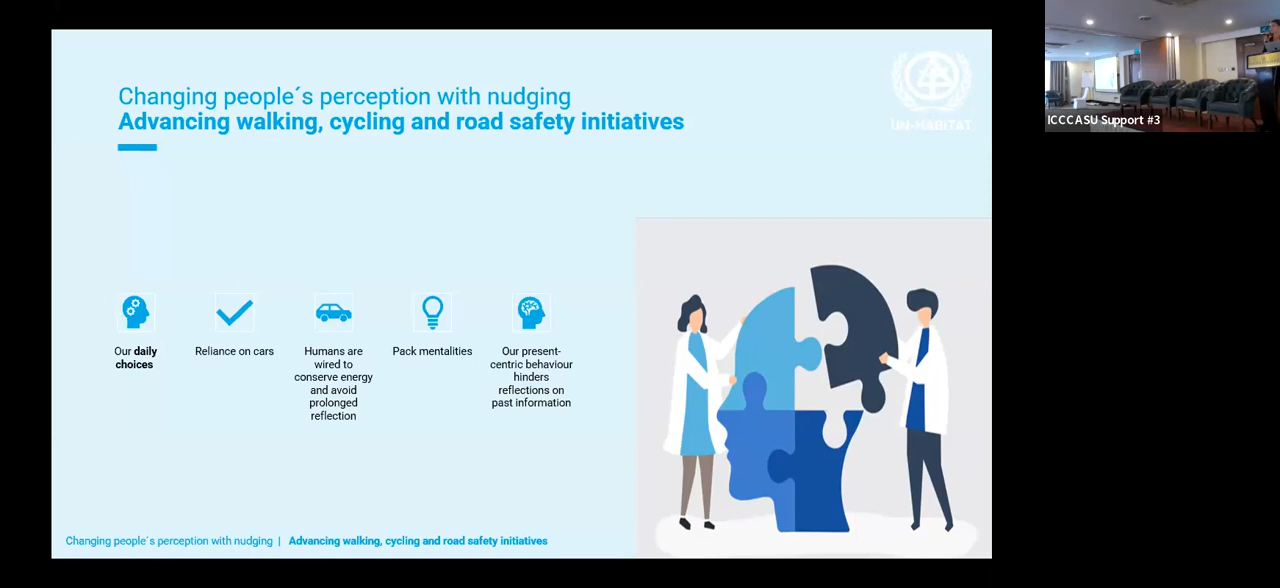 Changing people´s perception with nudging
Advancing walking, cycling and road safety initiatives
UN-HABITAT
ICCCASU Support #3
Our daily
choices
Reliance on cars
Humans are
wired to
conserve energy
and avoid
prolonged
reflection
Pack mentalities
Our present-
centric behaviour
hinders
reflections on
past information
Changing people´s perception with nudging | Advancing walking, cycling and road safety initiatives